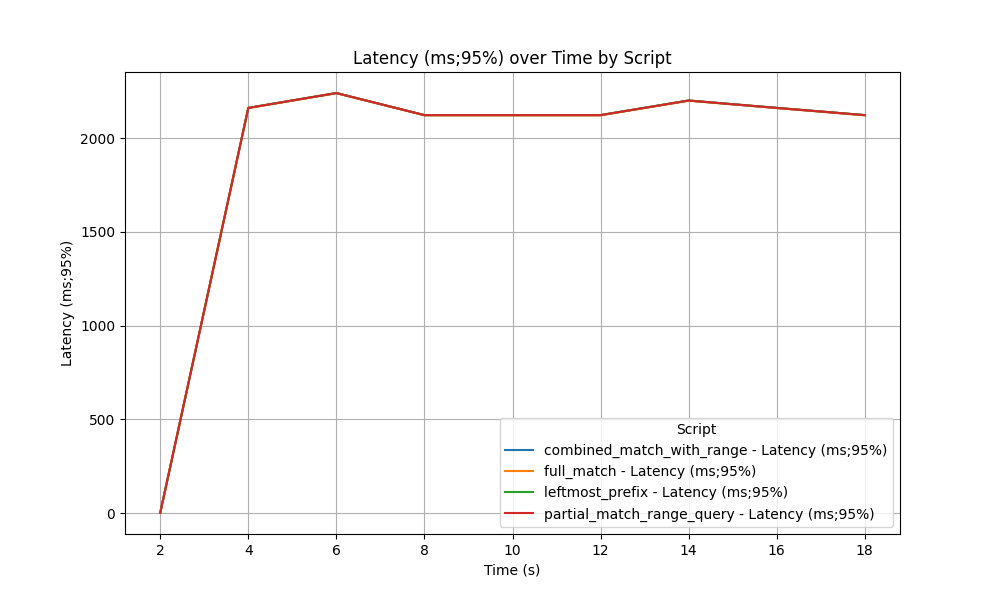 Latency (ms;95%) over Time by Script
Latency (ms;95%)
2000
1500
1000
500
0
Script
combined_match_with_range - Latency (ms;95%)
full_match - Latency (ms;95%)
leftmost_prefix - Latency (ms;95%)
partial_match_range_query - Latency (ms;95%)
2 4 6 8 10 12 14 16 18
Time (s)